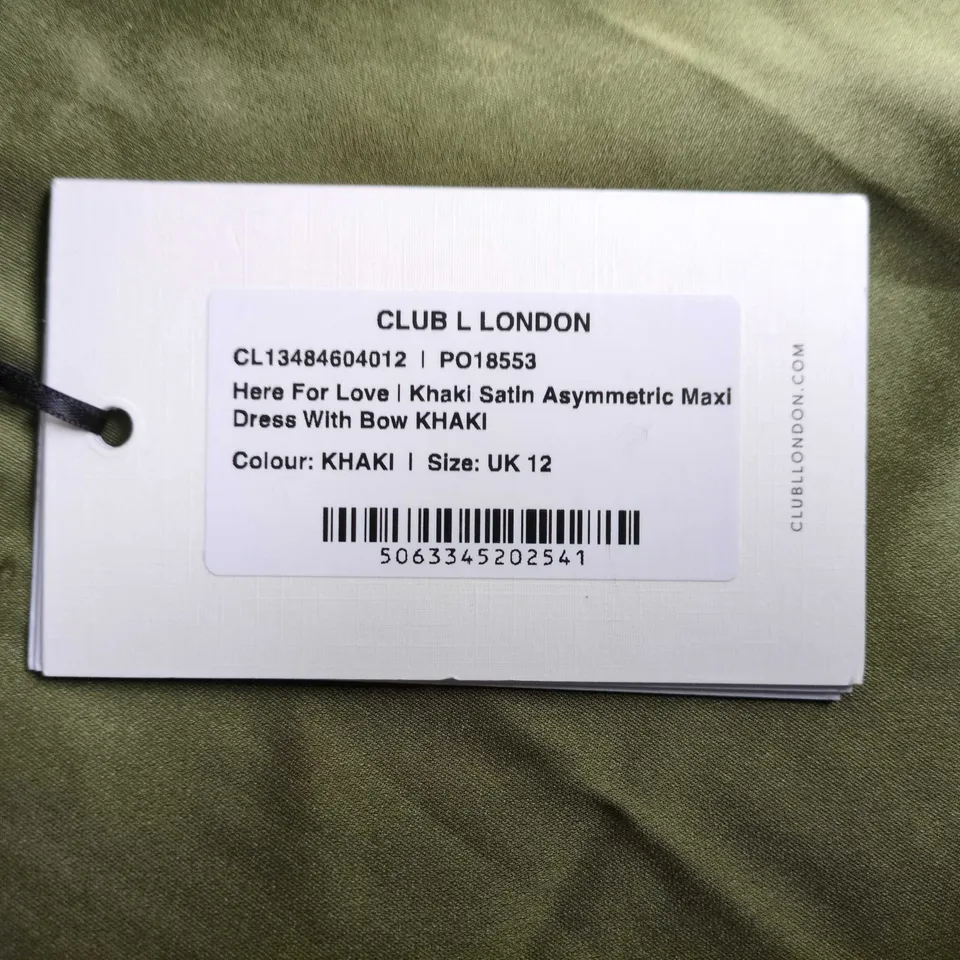 CLUB L LONDON
CL13484604012 | PO18553
Here For Love | Khaki Satin Asymmetric Maxi
Dress With Bow KHAKI
Colour: KHAKI | Size: UK 12
5063345202541
CLUBLLONDON.COM